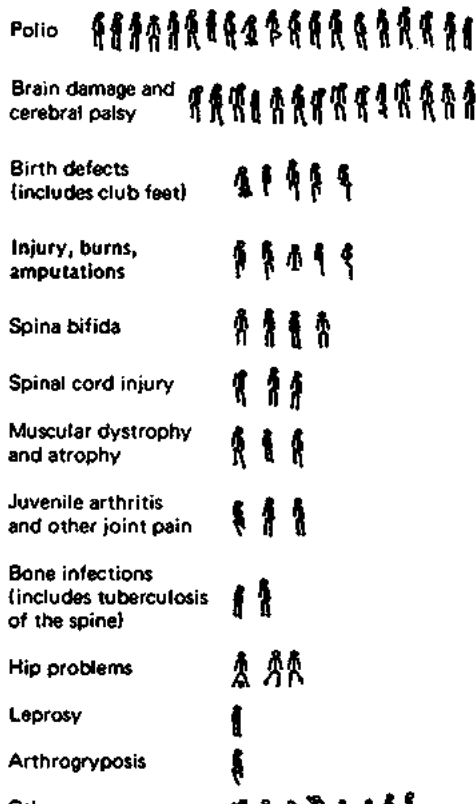 Polio
Brain damage and
cerebral palsy
Birth defects
(includes club feet)
Injury, burns,
amputations
Spina bifida
Spinal cord injury
Muscular dystrophy
and atrophy
Juvenile arthritis
and other joint pain
Bone infections
(includes tuberculosis
of the spine)
Hip problems
Leprosy
Arthrogryposis